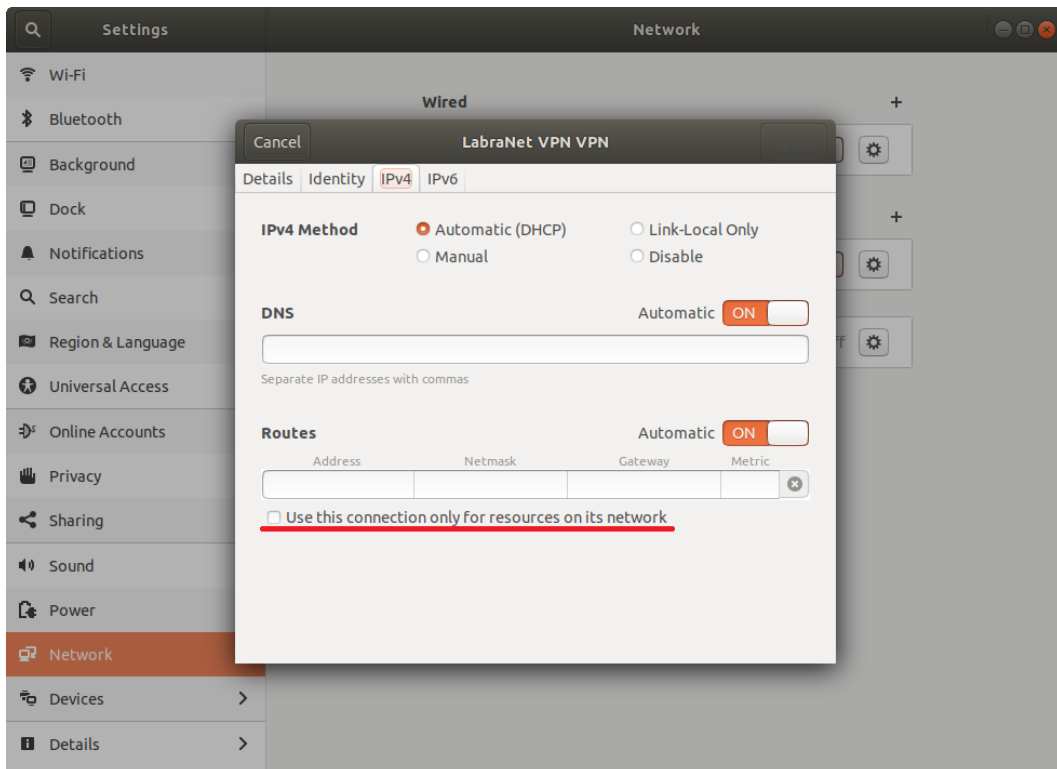 Settings
Network
Wi-Fi
Bluetooth
Background
Dock
Notifications
Search
Region & Language
Universal Access
Online Accounts
Privacy
Sharing
Sound
Power
Network
Devices
Details
Wired
Cancel
LabraNet VPN VPN
Details Identity IPv4 IPv6
IPv4 Method
Automatic (DHCP) Link-Local Only
Manual Disable
DNS Automatic ON
Separate IP addresses with commas
Routes Automatic ON
Address Netmask Gateway Metric
Use this connection only for resources on its network